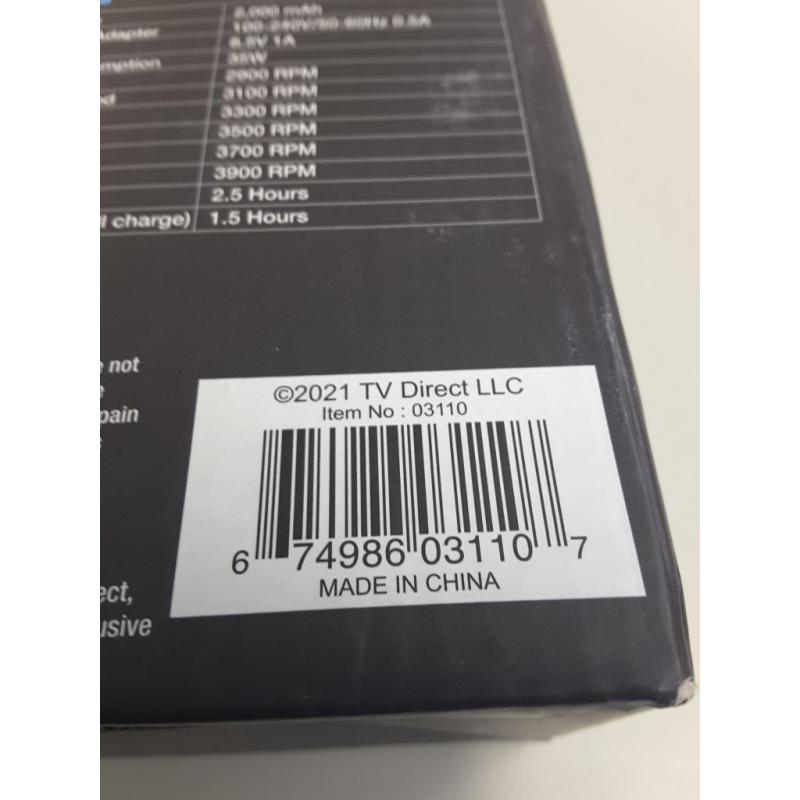 2,000 mAh
Adapter 100-240V/50-60Hz 0.5A
8.5V 1A
mption 35W
2900 RPM
3100 RPM
3300 RPM
3500 RPM
3700 RPM
3900 RPM
2.5 Hours
l charge) 1.5 Hours
not
pain
©2021 TV Direct LLC
Item No : 03110
6 74986 03110 7
MADE IN CHINA
ect,
usive